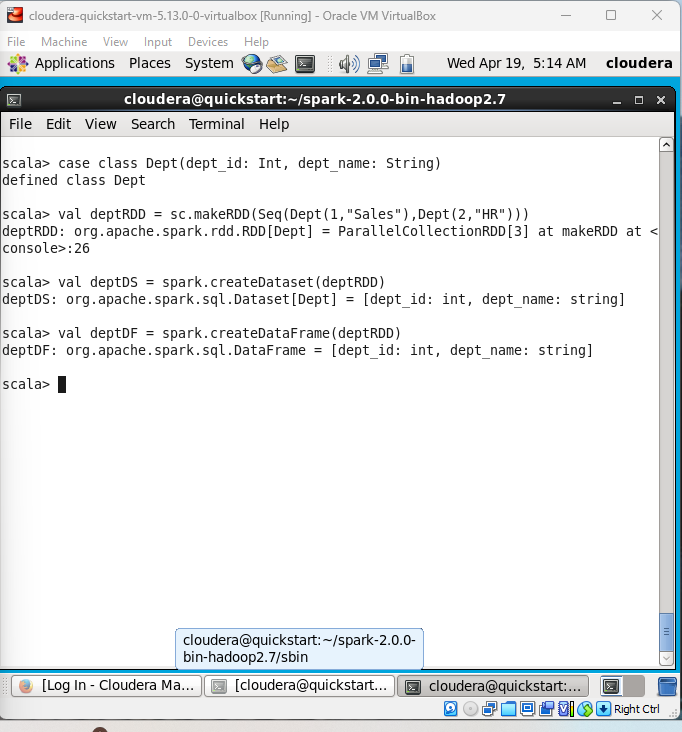 cloudera-quickstart-vm-5.13.0-0-virtualbox [Running] - Oracle VM VirtualBox
File Machine View Input Devices Help
Applications Places System Wed Apr 19, 5:14 AM cloudera
cloudera@quickstart:~/spark-2.0.0-bin-hadoop2.7
File Edit View Search Terminal Help
scala> case class Dept(dept_id: Int, dept_name: String)
defined class Dept
scala> val deptRDD = sc.makeRDD(Seq(Dept(1,"Sales"),Dept(2,"HR")))
deptRDD: org.apache.spark.rdd.RDD[Dept] = ParallelCollectionRDD[3] at makeRDD at <
console>:26
scala> val deptDS = spark.createDataset(deptRDD)
deptDS: org.apache.spark.sql.Dataset[Dept] = [dept_id: int, dept_name: string]
scala> val deptDF = spark.createDataFrame(deptRDD)
deptDF: org.apache.spark.sql.DataFrame = [dept_id: int, dept_name: string]
scala>
cloudera@quickstart:~/spark-2.0.0-
bin-hadoop2.7/sbin
[Log In - Cloudera Ma... [cloudera@quickstart... cloudera@quickstart:...
Right Ctrl